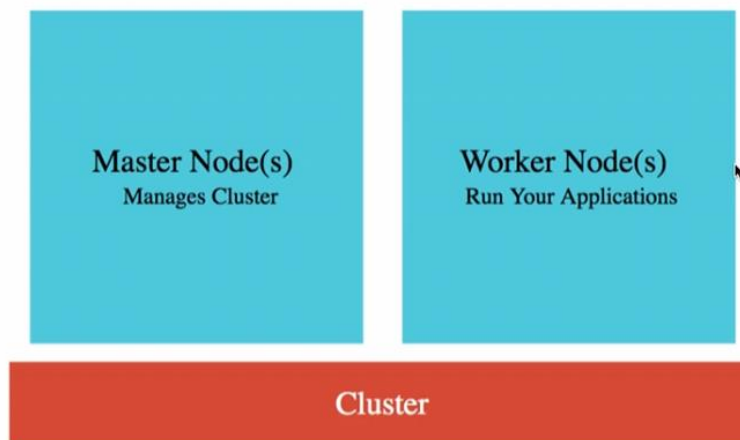 Master Node(s)
Manages Cluster
Worker Node(s)
Run Your Applications
Cluster